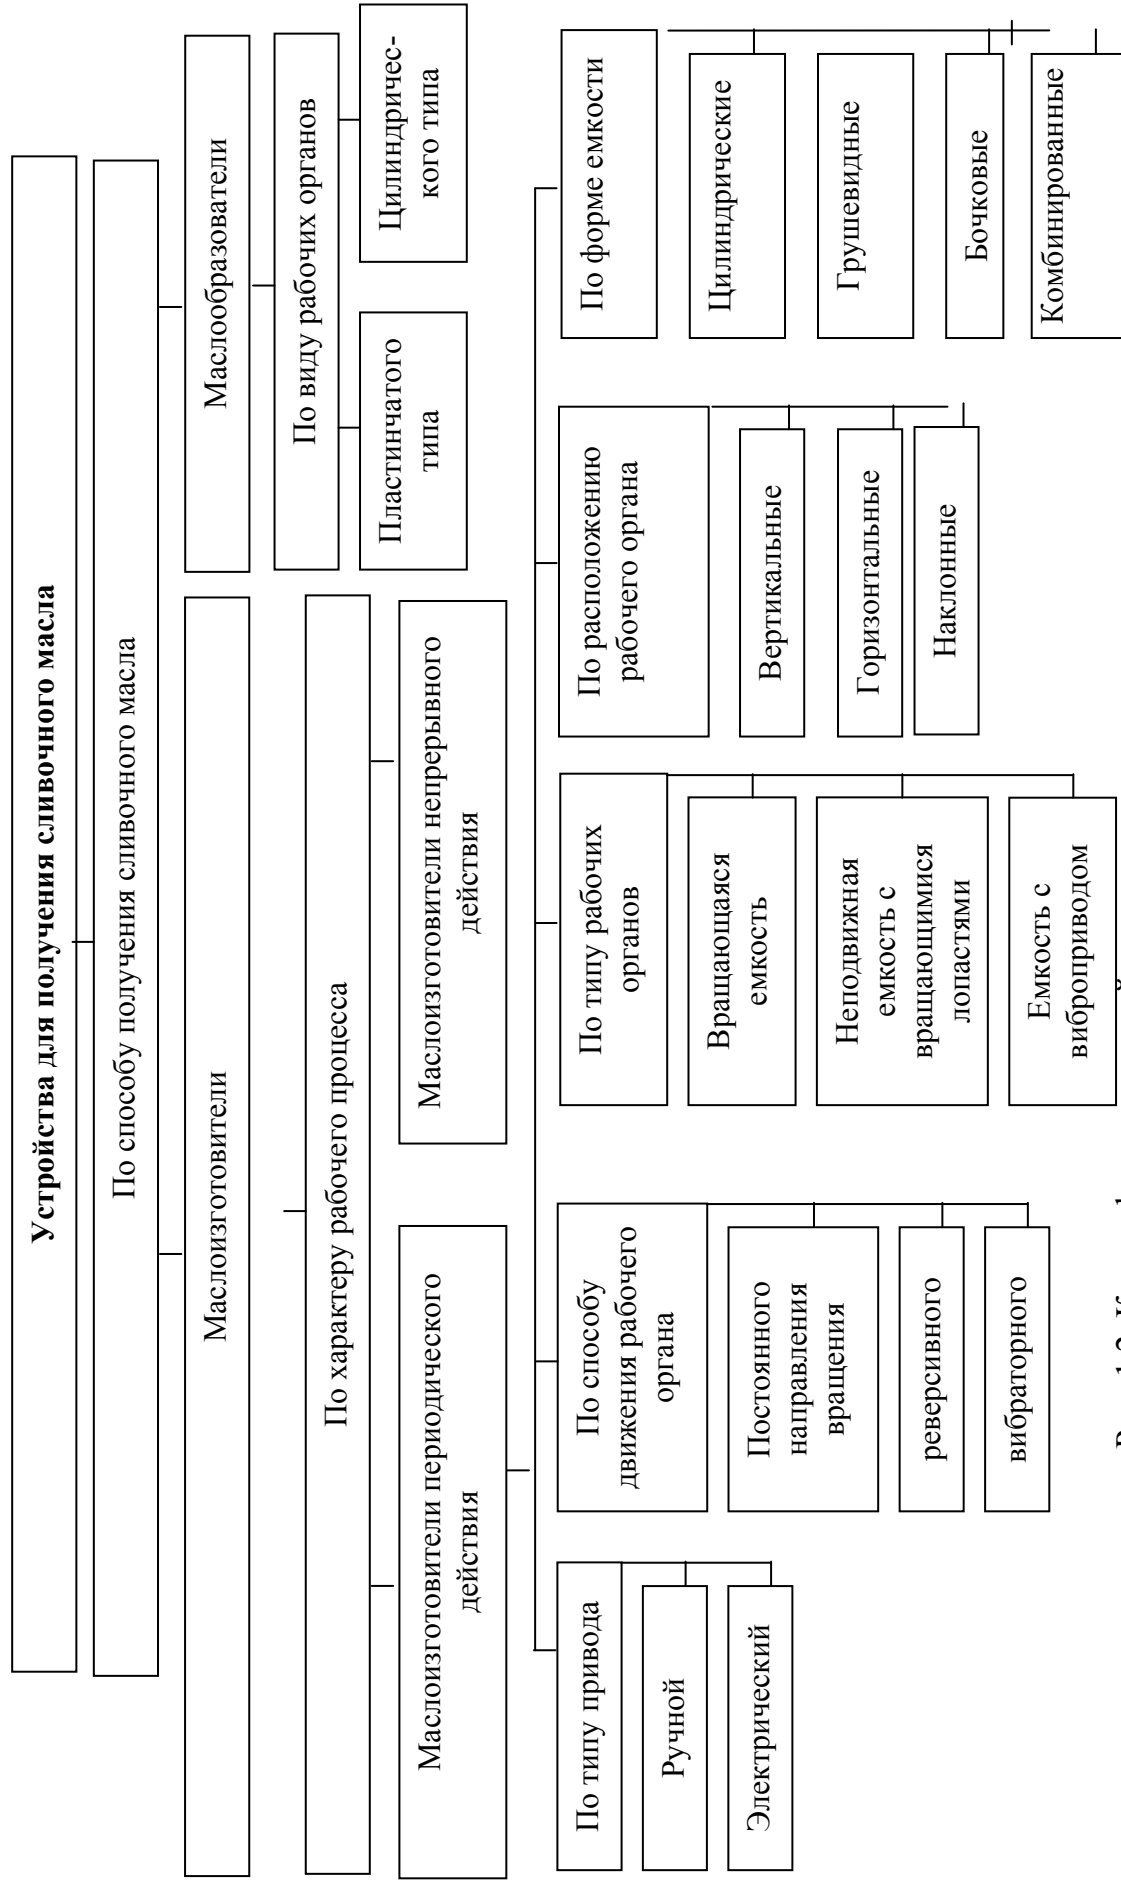 Устройства для получения сливочного масла
По способу получения сливочного масла
Маслоизготовители
Маслообразователи
По характеру рабочего процесса
По виду рабочих органов
Маслоизготовители периодического
действия
Маслоизготовители непрерывного
действия
Пластинчатого
типа
Цилиндричес-
кого типа
По типу привода
Ручной
Электрический
По способу
движения рабочего
органа
Постоянного
направления
вращения
реверсивного
вибраторного
По типу рабочих
органов
Вращающаяся
емкость
Неподвижная
емкость с
вращающимися
лопастями
Емкость с
виброприводом
По расположению
рабочего органа
Вертикальные
Горизонтальные
Наклонные
По форме емкости
Цилиндрические
Грушевидные
Бочковые
Комбинированные